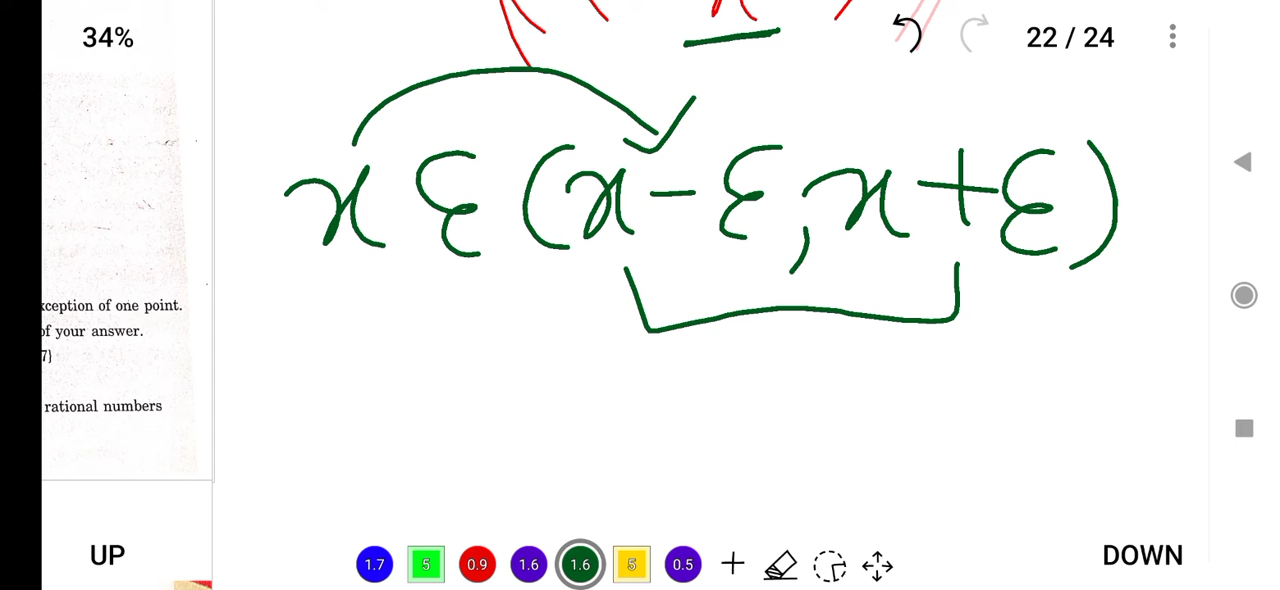 34%
22 / 24
x ε (x - ε, x + ε)
xception of one point.
of your answer.
7}
rational numbers
UP
1.7 5 0.9 1.6 1.6 5 0.5 +
DOWN